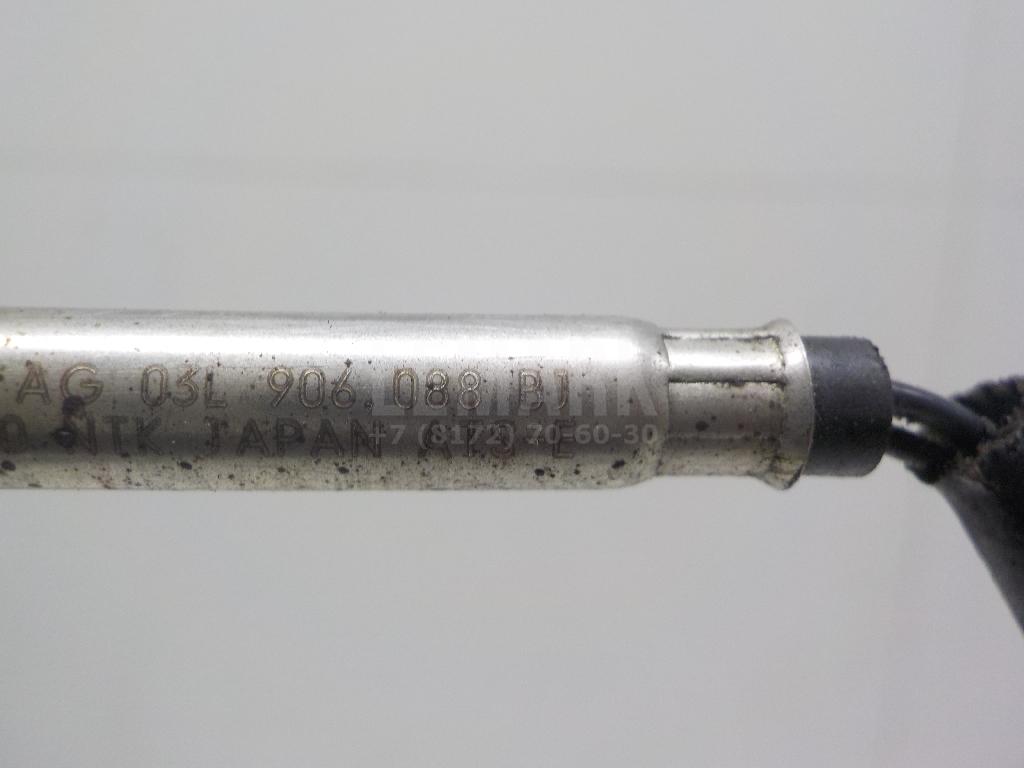 AG 03L 906 088 BJ
NTK JAPAN
+7 (8172) 70-60-30